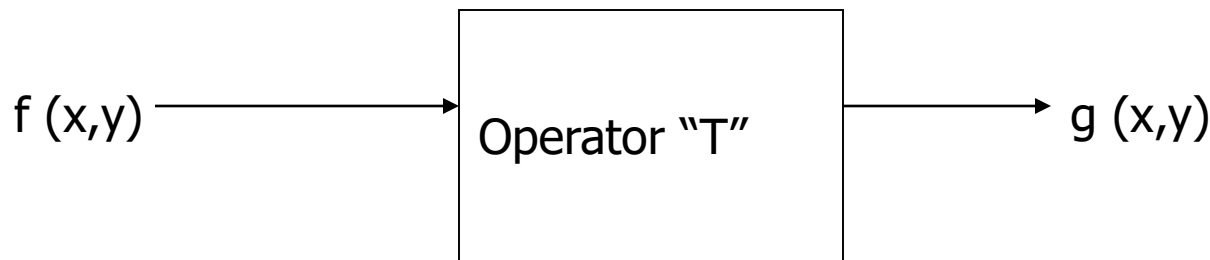 f (x,y)
Operator “T”
g (x,y)